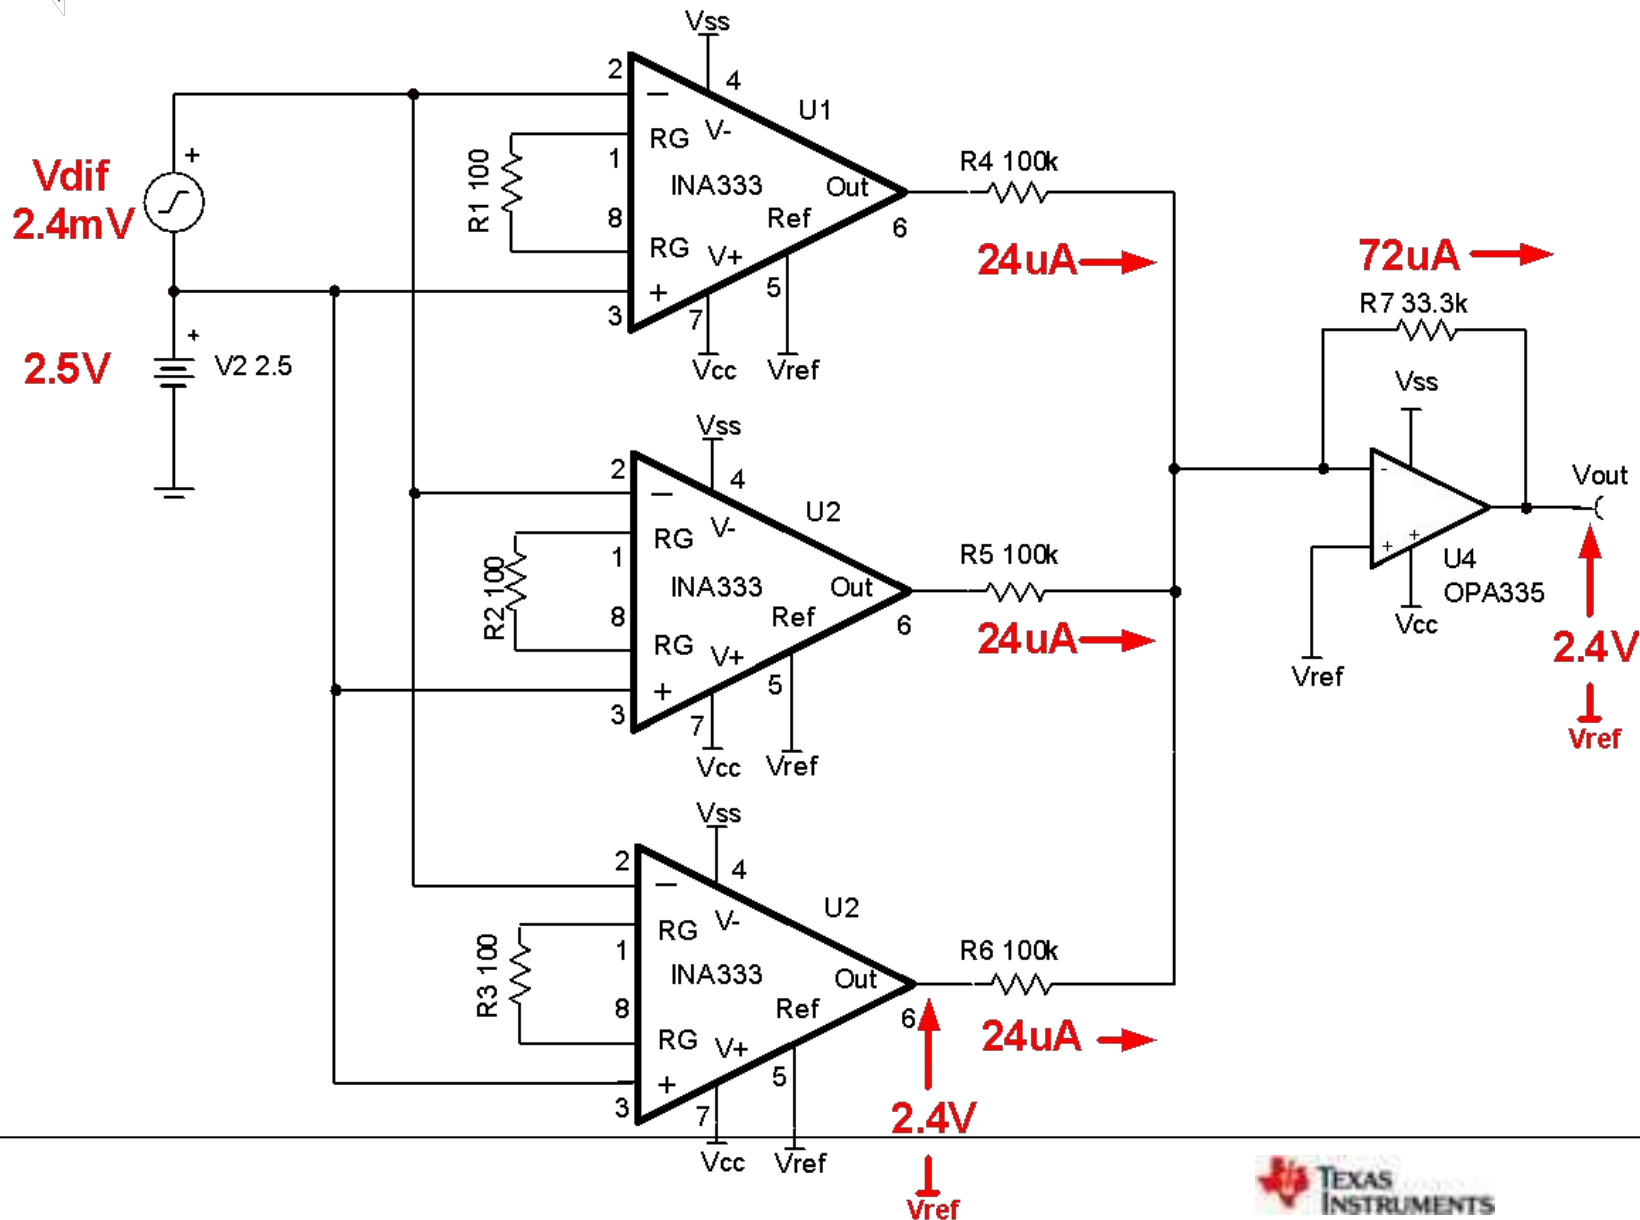 Vss
2
4
−
U1
V-
RG
1
R1 100
INA333
Out
R4 100k
8
Ref
6
RG
V+
5
+
3
7
Vcc
Vref
24uA
Vdif
2.4mV
+
+
2.5V
V2 2.5
72uA
R7 33.3k
Vss
-
+
+
U4
OPA335
Vcc
Vref
Vout
2.4V
Vref
Vss
2
4
−
U2
V-
RG
1
R2 100
INA333
Out
R5 100k
8
Ref
6
RG
V+
5
+
3
7
Vcc
Vref
24uA
Vss
2
4
−
U2
V-
RG
1
R3 100
INA333
Out
R6 100k
8
Ref
6
RG
V+
5
+
3
7
Vcc
Vref
24uA
2.4V
Vref
TEXAS
INSTRUMENTS